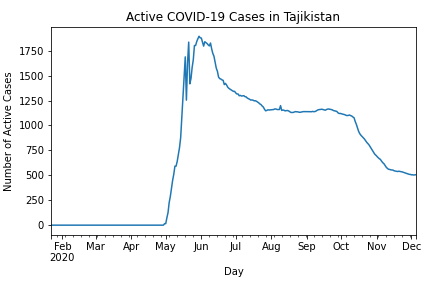 Active COVID-19 Cases in Tajikistan
Number of Active Cases
1750
1500
1250
1000
750
500
250
0
Feb Mar Apr May Jun Jul Aug Sep Oct Nov Dec
2020
Day